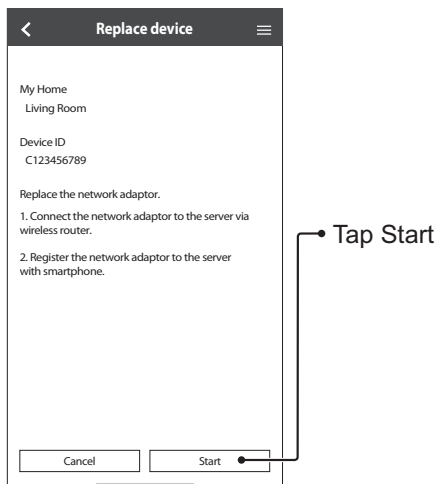 Replace device
My Home
Living Room
Device ID
C123456789
Replace the network adaptor.
1. Connect the network adaptor to the server via
wireless router.
2. Register the network adaptor to the server
with smartphone.
Cancel
Start
Tap Start